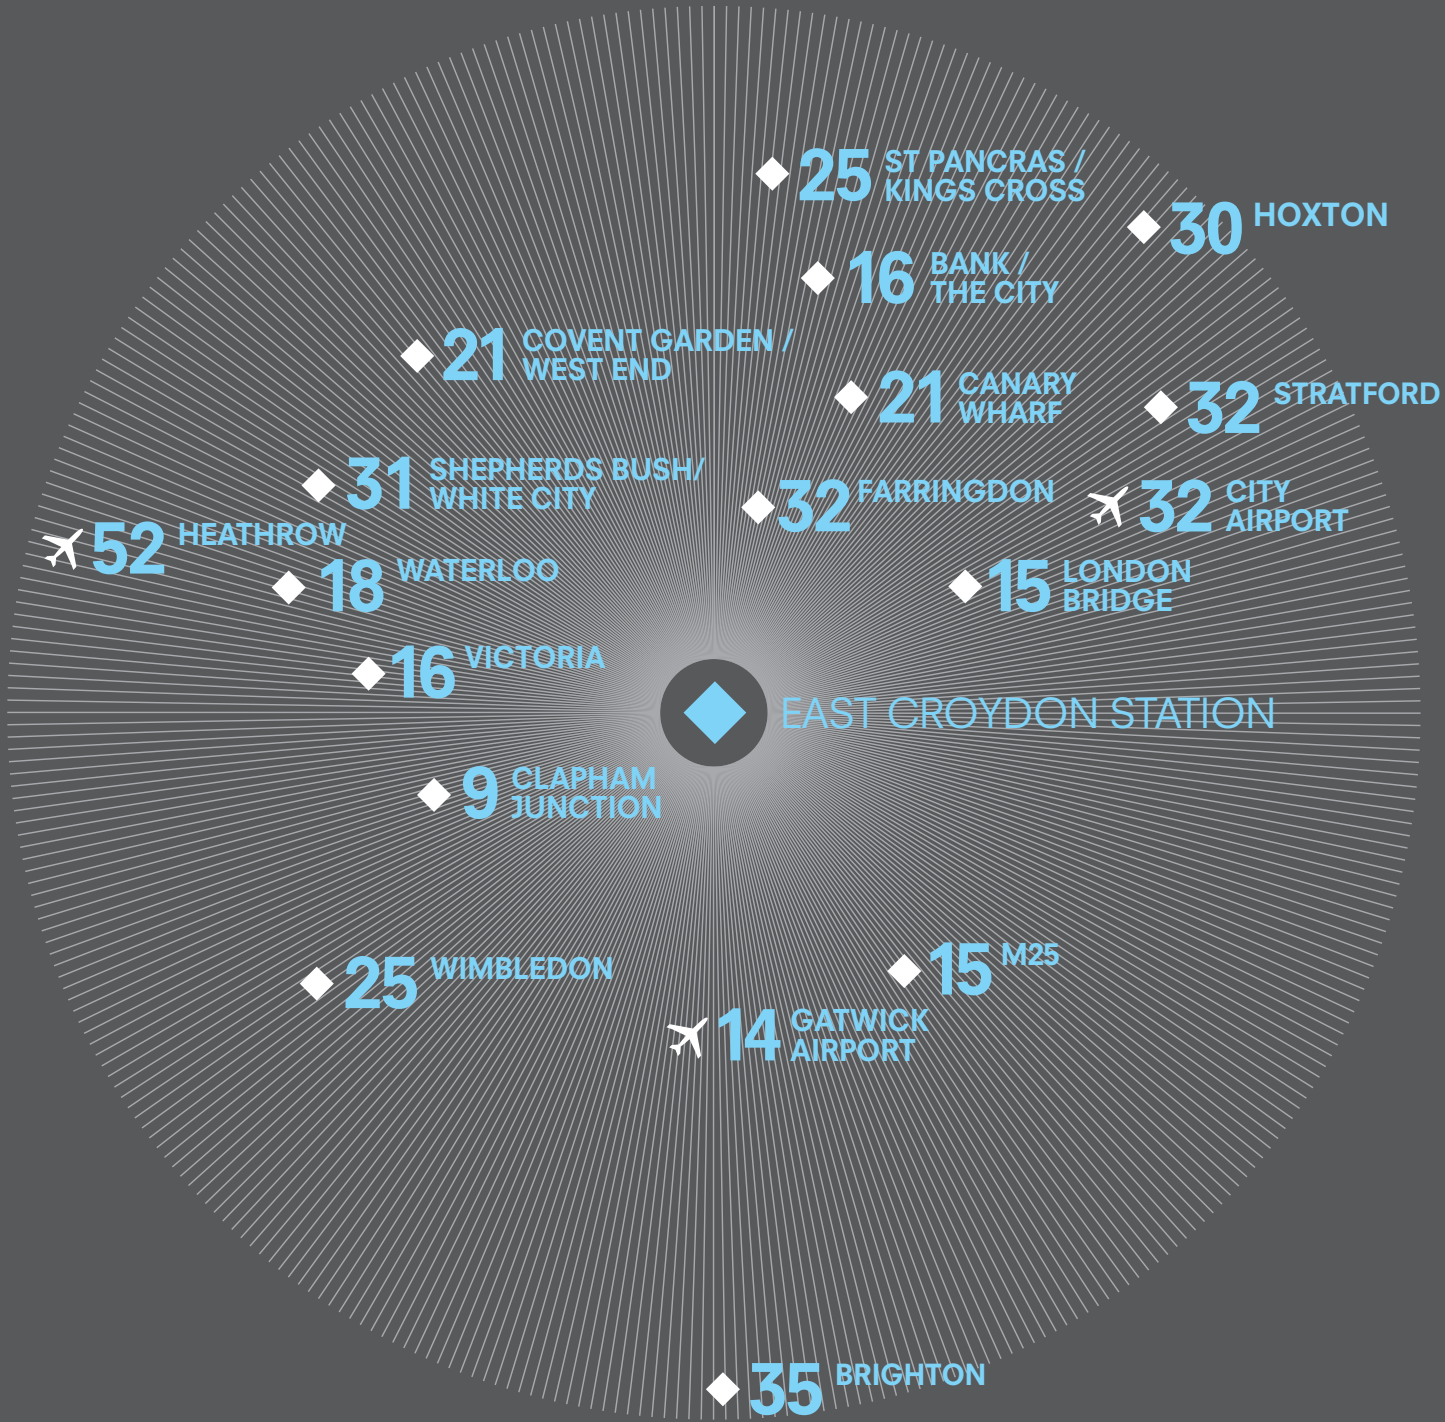 25 ST PANCRAS /
KINGS CROSS
30 HOXTON
16 BANK /
THE CITY
21 COVENT GARDEN /
WEST END
21 CANARY
WHARF
32 STRATFORD
31 SHEPHERDS BUSH/
WHITE CITY
32 FARRINGDON
32 CITY
AIRPORT
52 HEATHROW
18 WATERLOO
15 LONDON
BRIDGE
16 VICTORIA
EAST CROYDON STATION
9 CLAPHAM
JUNCTION
25 WIMBLEDON
15 M25
14 GATWICK
AIRPORT
35 BRIGHTON